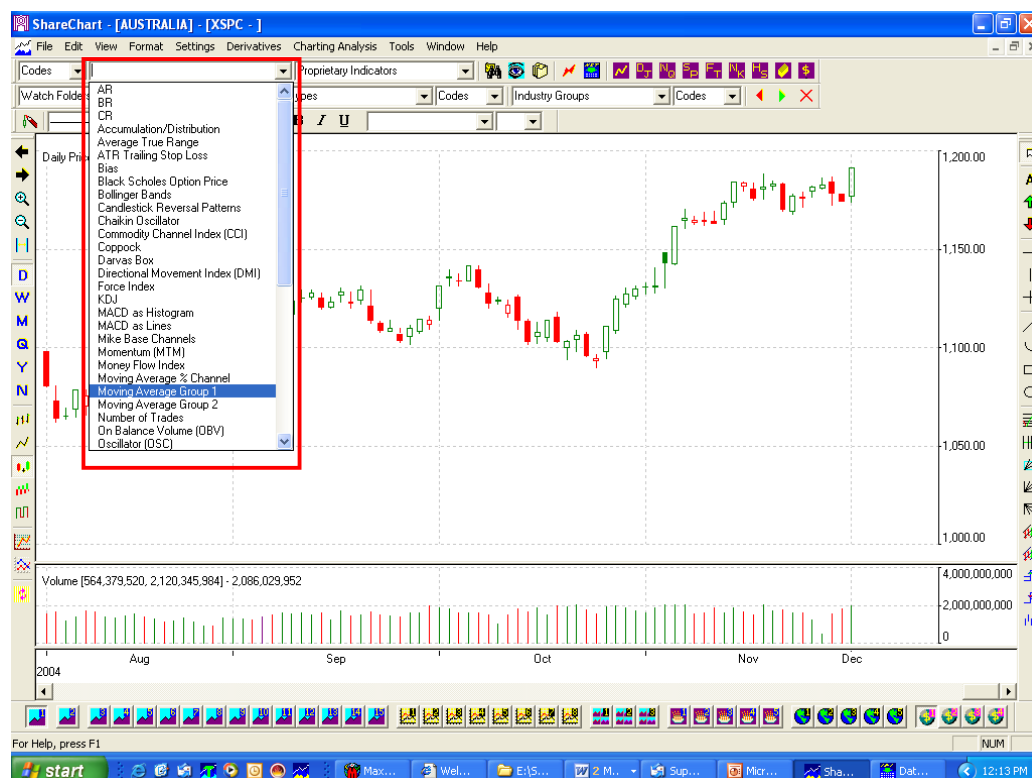 ShareChart - [AUSTRALIA] - [XSPC - ]
File Edit View Format Settings Derivatives Charting Analysis Tools Window Help
Codes
Proprietary Indicators
Watch Folders
Codes
Industry Groups
Codes
B I U
AR
BR
CR
Accumulation/Distribution
Average True Range
ATR Trailing Stop Loss
Bias
Black Scholes Option Price
Bollinger Bands
Candlestick Reversal Patterns
Chaikin Oscillator
Commodity Channel Index (CCI)
Coppock
Darvas Box
Directional Movement Index (DMI)
Force Index
KDJ
MACD as Histogram
MACD as Lines
Mike Base Channels
Momentum (MTM)
Money Flow Index
Moving Average % Channel
Moving Average Group 1
Moving Average Group 2
Number of Trades
On Balance Volume (OBV)
Oscillator (OSC)
Daily
D
W
M
Q
Y
N
1,200.00
1,150.00
1,100.00
1,050.00
1,000.00
Volume [564,379,520, 2,120,345,984] - 2,086,029,952
4,000,000,000
2,000,000,000
0
Aug Sep Oct Nov Dec
2004
For Help, press F1
NUM
start
Max...
Wel...
E:\S...
2 M...
Sup...
Micr...
Sha...
Dat...
12:13 PM